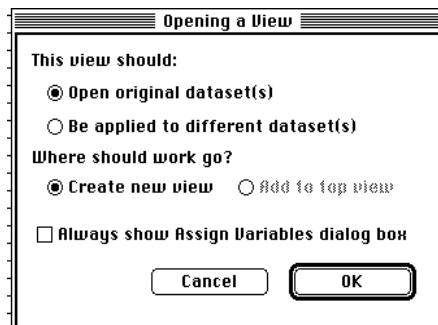 Opening a View
This view should:
Open original dataset(s)
Be applied to different dataset(s)
Where should work go?
Create new view Add to top view
Always show Assign Variables dialog box
Cancel OK